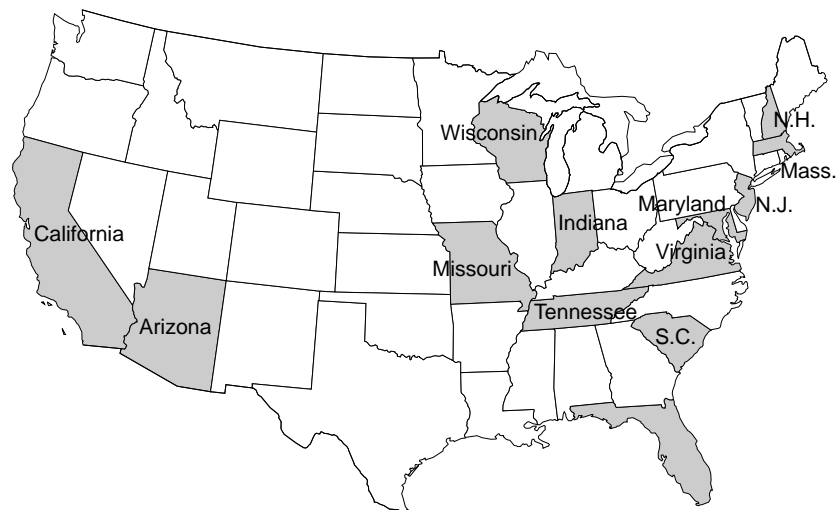 N.H.
Wisconsin
Mass.
Maryland
N.J.
Indiana
California
Virginia
Missouri
Tennessee
Arizona
S.C.